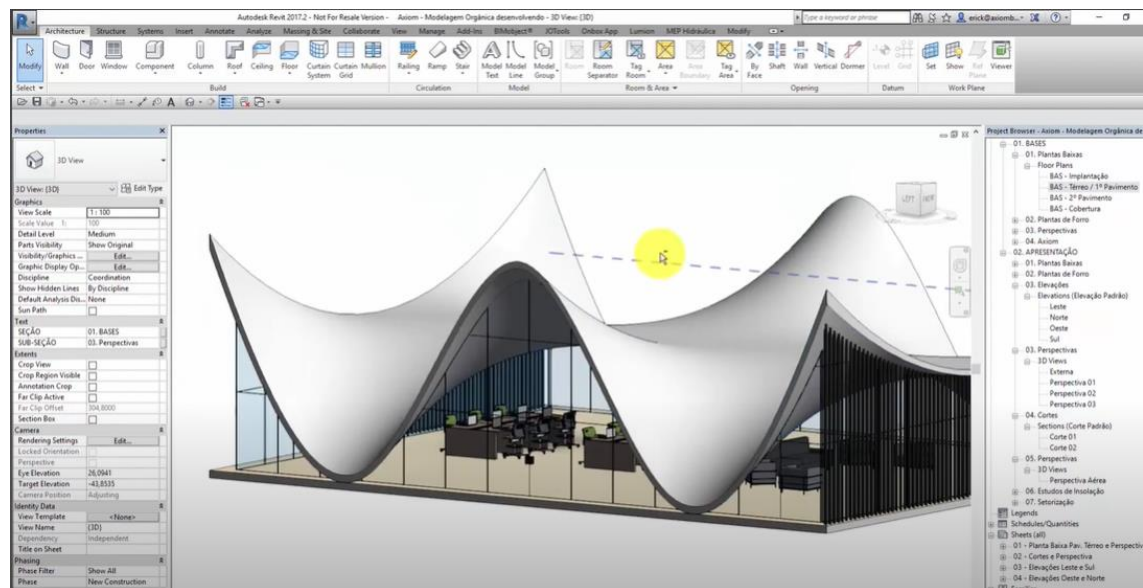 Autodesk Revit 2017.2 - Not For Resale Version - Axiom - Modelagem Orgânica desenvolvendo - 3D View: {3D}
Type a keyword or phrase
erick@axiomb...
Architecture Structure Systems Insert Annotate Analyze Massing & Site Collaborate View Manage Add-Ins BIMobject® JOTools Onbox App Lumion MEP Hidráulica Modify
Modify Wall Door Window Component Column Roof Ceiling Floor Curtain System Curtain Grid Mullion Railing Ramp Stair Model Text Model Line Model Group Room Room Separator Tag Room Area Area Boundary Tag Area By Face Shaft Wall Vertical Dormer Level Grid Set Show Ref Plane Viewer
Select Build Circulation Model Room & Area Opening Datum Work Plane
Properties
3D View
3D View: {3D}
Edit Type
Graphics
View Scale 1 : 100
Scale Value 1: 100
Detail Level Medium
Parts Visibility Show Original
Visibility/Graphics ... Edit...
Graphic Display Op... Edit...
Discipline Coordination
Show Hidden Lines By Discipline
Default Analysis Dis... None
Sun Path
Text
SEÇÃO 01. BASES
SUB-SEÇÃO 03. Perspectivas
Extents
Crop View
Crop Region Visible
Annotation Crop
Far Clip Active
Far Clip Offset 304,8000
Section Box
Camera
Rendering Settings Edit...
Locked Orientation
Perspective
Eye Elevation 26,0941
Target Elevation -43,8535
Camera Position Adjusting
Identity Data
View Template <None>
View Name {3D}
Dependency Independent
Title on Sheet
Phasing
Phase Filter Show All
Phase New Construction
LEFT
Project Browser - Axiom - Modelagem Orgânica de
01. BASES
01. Plantas Baixas
Floor Plans
BAS - Implantação
BAS - Térreo / 1º Pavimento
BAS - 2º Pavimento
BAS - Cobertura
02. Plantas de Forro
03. Perspectivas
04. Axiom
02. APRESENTAÇÃO
01. Plantas Baixas
02. Plantas de Forro
03. Elevações
Elevations (Elevação Padrão)
Leste
Norte
Oeste
Sul
03. Perspectivas
3D Views
Externa
Perspectiva 01
Perspectiva 02
Perspectiva 03
04. Cortes
Sections (Corte Padrão)
Corte 01
Corte 02
05. Perspectivas
3D Views
Perspectiva Aérea
06. Estudos de Insolação
07. Setorização
Legends
Schedules/Quantities
Sheets (all)
01 - Planta Baixa Pav. Térreo e Perspectiv
02 - Cortes e Perspectiva
03 - Elevações Leste e Sul
04 - Elevações Oeste e Norte